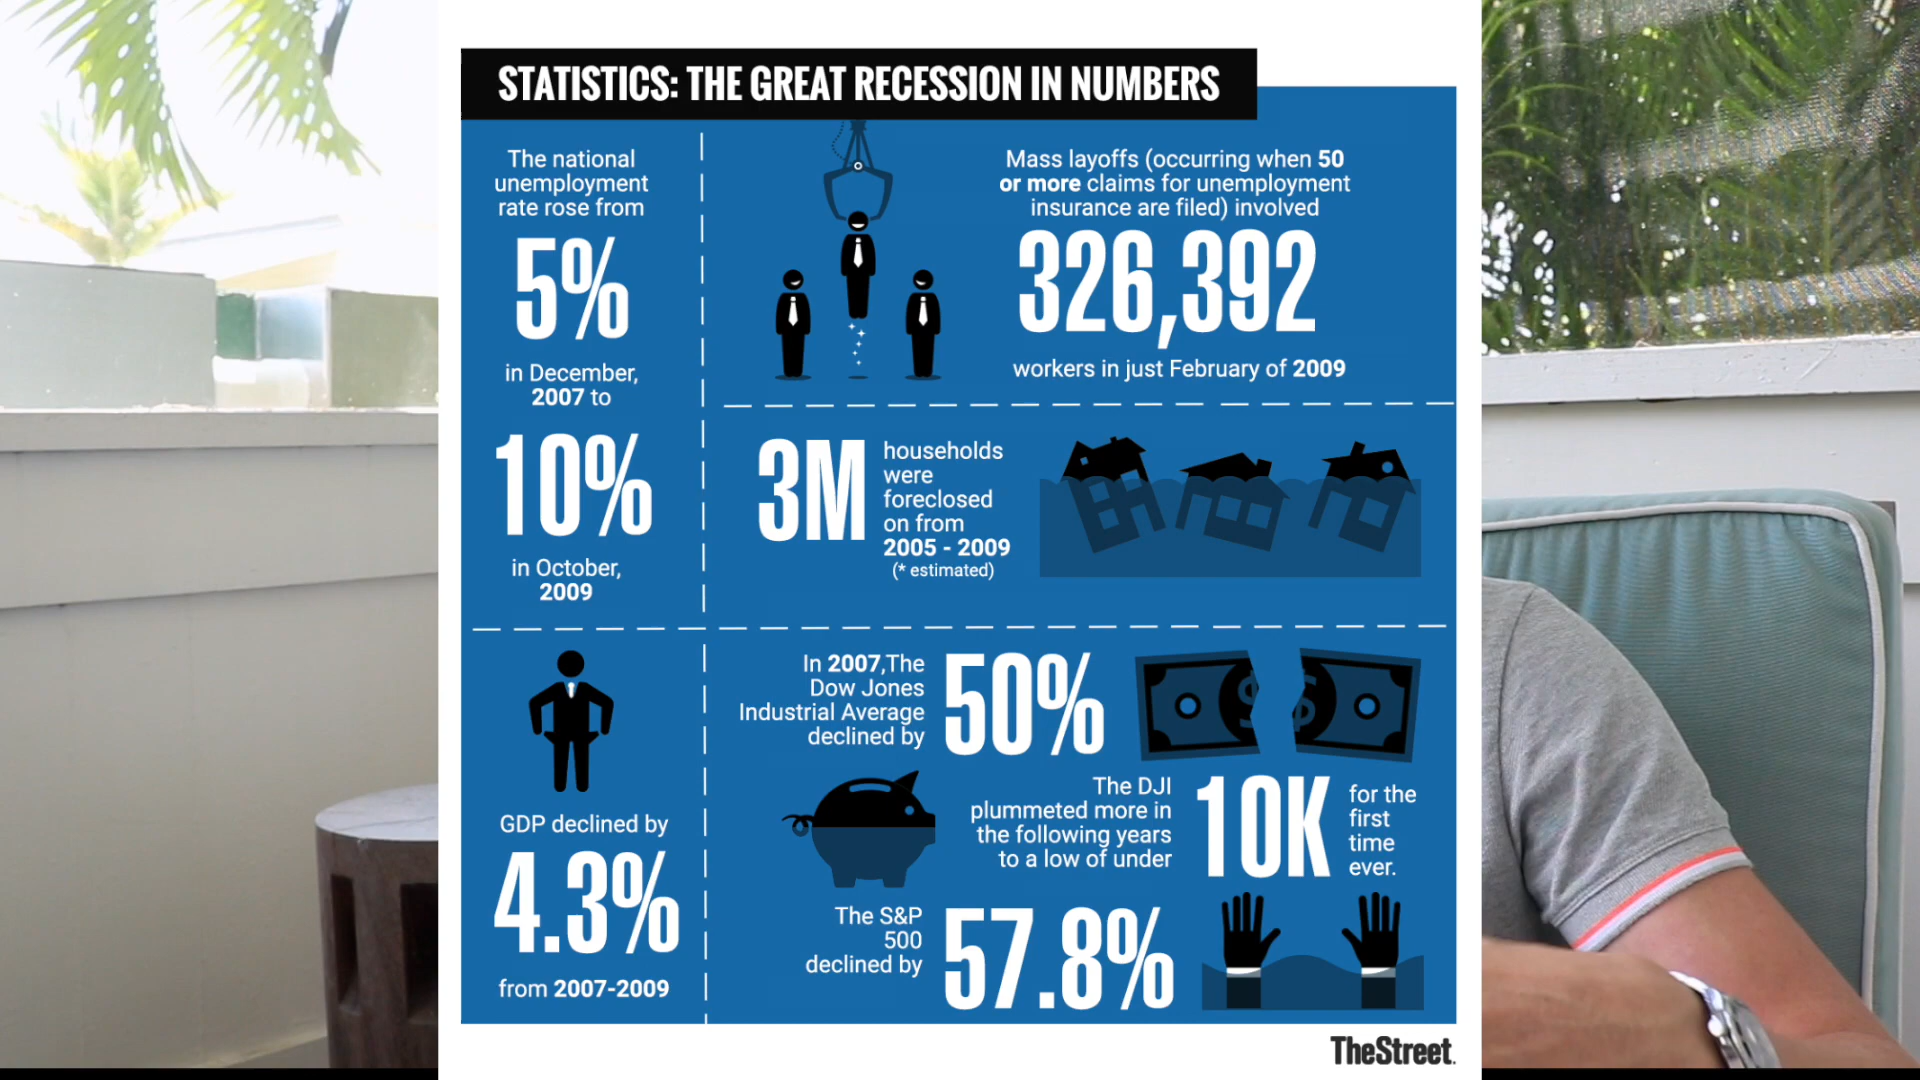 STATISTICS: THE GREAT RECESSION IN NUMBERS
The national
unemployment
rate rose from
5%
in December,
2007 to
10%
in October,
2009
Mass layoffs (occurring when 50
or more claims for unemployment
insurance are filed) involved
326,392
workers in just February of 2009
3M
households
were
foreclosed
on from
2005 - 2009
(* estimated)
GDP declined by
4.3%
from 2007-2009
In 2007,The
Dow Jones
Industrial Average
declined by
50%
The DJI
plummeted more in
the following years
to a low of under
10K
for the
first
time
ever.
The S&P
500
declined by
57.8%
TheStreet.